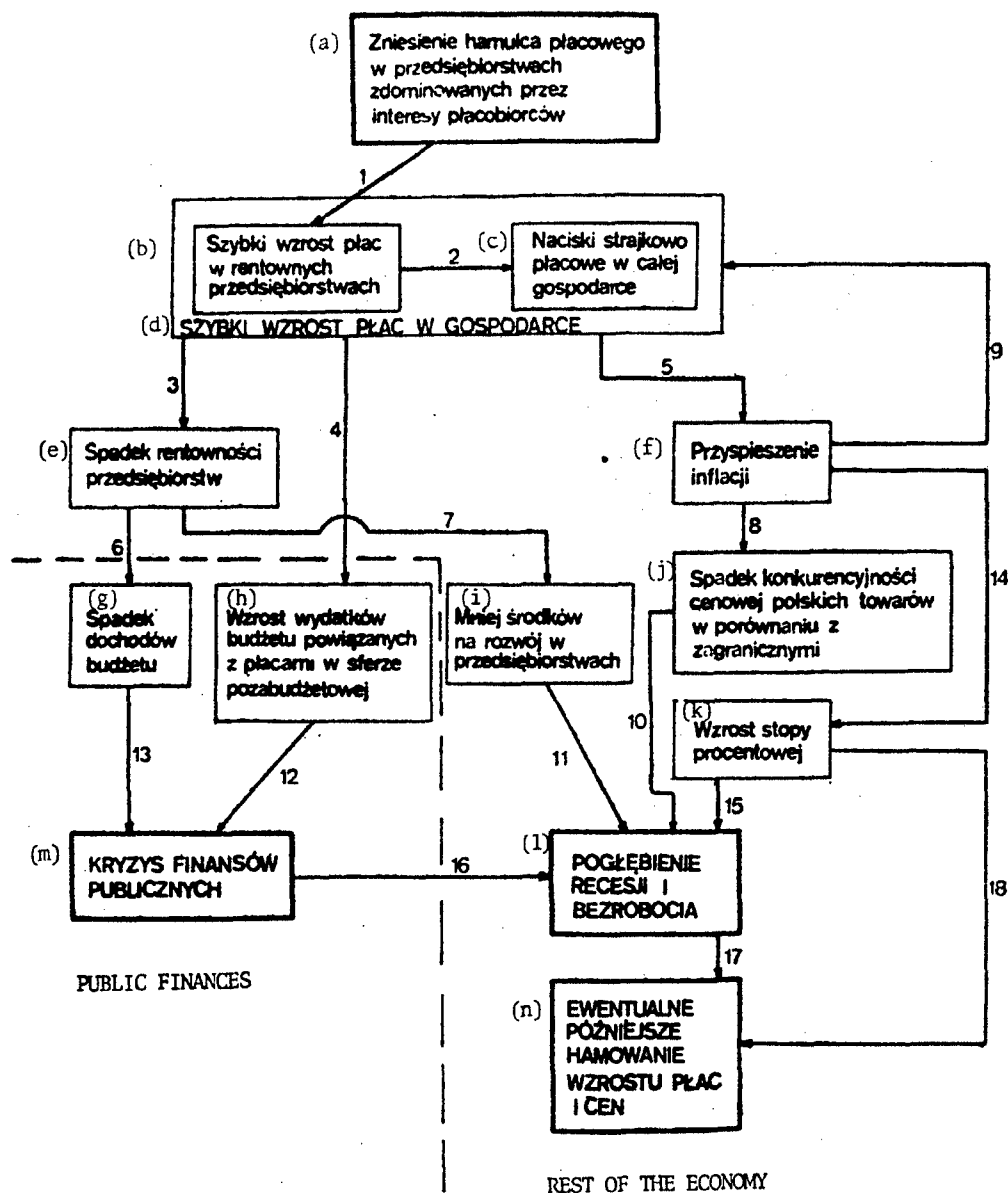 (a) Zniesienie hamulca płacowego
w przedsiębiorstwach
zdominowanych przez
interesy płacobiorców
1
(b) Szybki wzrost płac
w rentownych
przedsiębiorstwach
2
(c) Naciski strajkowo
płacowe w całej
gospodarce
(d) SZYBKI WZROST PŁAC W GOSPODARCE
3
4
5
9
(e) Spadek rentowności
przedsiębiorstw
(f) Przyspieszenie
inflacji
6
7
8
14
(g) Spadek
dochodów
budżetu
(h) Wzrost wydatków
budżetu powiązanych
z płacami w sferze
pozabudżetowej
(i) Mniej środków
na rozwój w
przedsiębiorstwach
(j) Spadek konkurencyjności
cenowej polskich towarów
w porównaniu z
zagranicznymi
(k) Wzrost stopy
procentowej
13
12
11
10
15
(m) KRYZYS FINANSÓW
PUBLICZNYCH
16
(l) POGŁĘBIENIE
RECESJI I
BEZROBOCIA
18
17
PUBLIC FINANCES
(n) EWENTUALNE
PÓŹNIEJSZE
HAMOWANIE
WZROSTU PŁAC
I CEN
REST OF THE ECONOMY